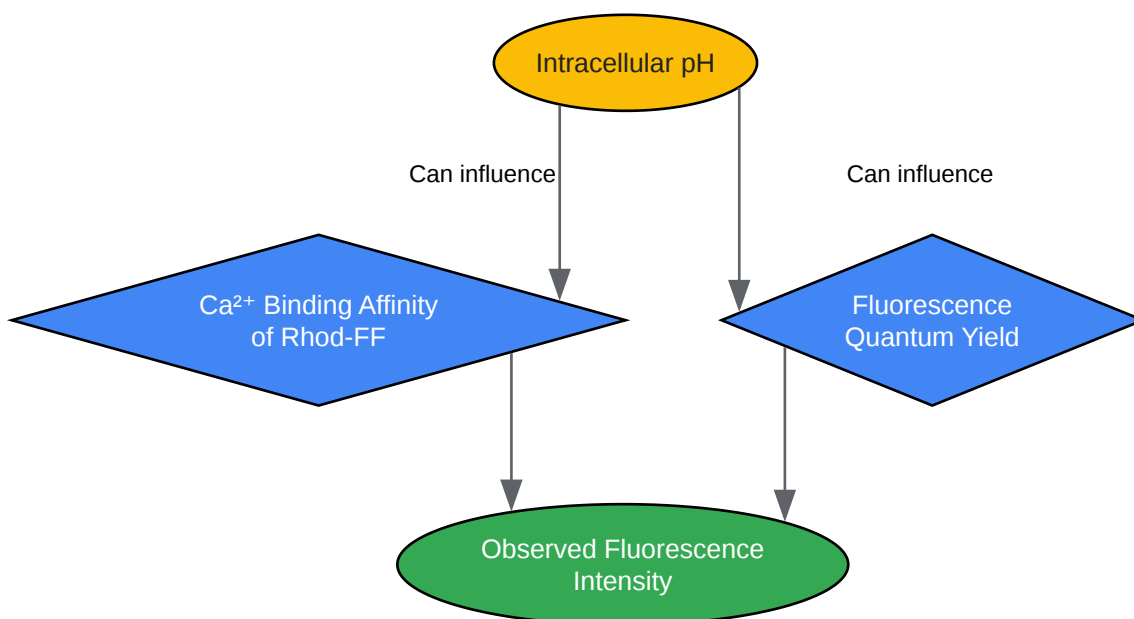 Intracellular pH
Can influence
Can influence
Ca²⁺ Binding Affinity
of Rhod-FF
Fluorescence
Quantum Yield
Observed Fluorescence
Intensity